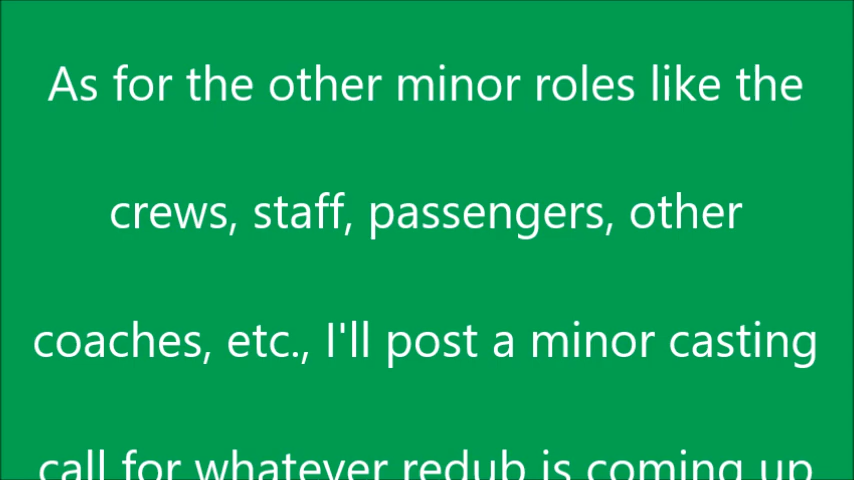 As for the other minor roles like the
crews, staff, passengers, other
coaches, etc., I'll post a minor casting
call for whatever redub is coming up